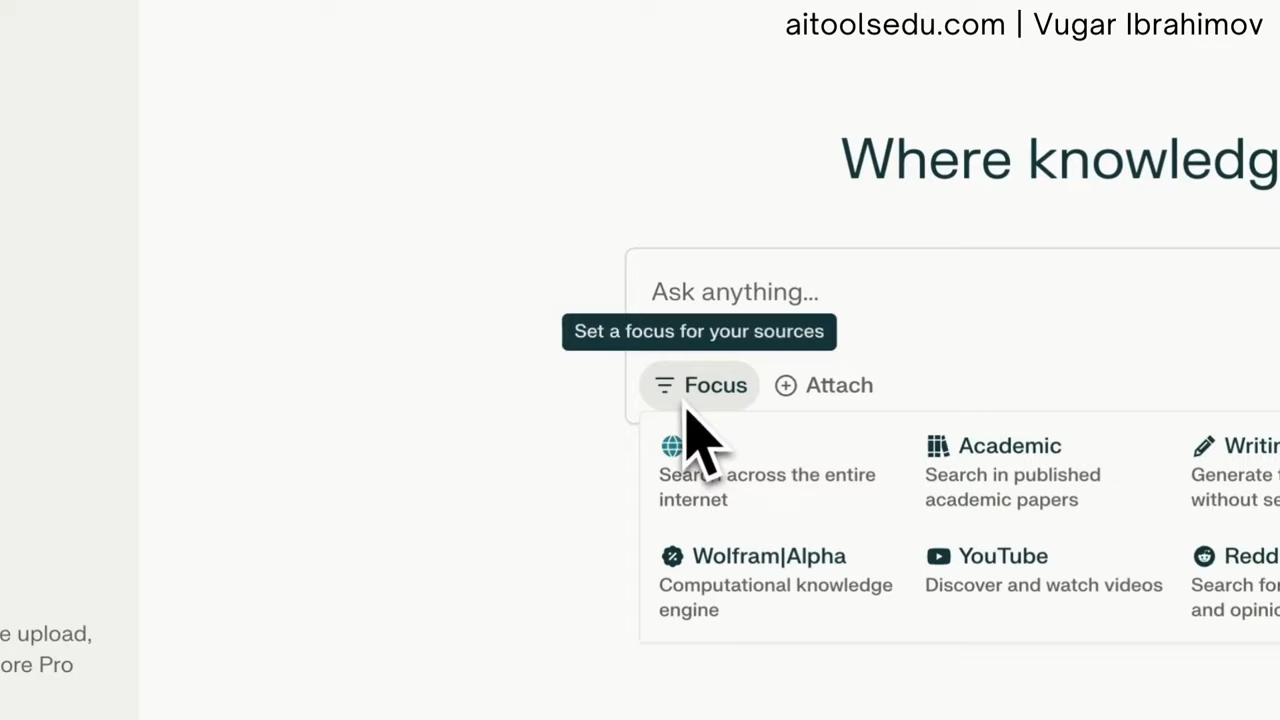 aitoolsedu.com | Vugar Ibrahimov
Where knowledg
Ask anything...
Set a focus for your sources
Focus
Attach
Academic
Writin
Search across the entire
internet
Search in published
academic papers
Generate
without se
Wolfram|Alpha
YouTube
Redd
Computational knowledge
engine
Discover and watch videos
Search for
and opinio
e upload,
ore Pro